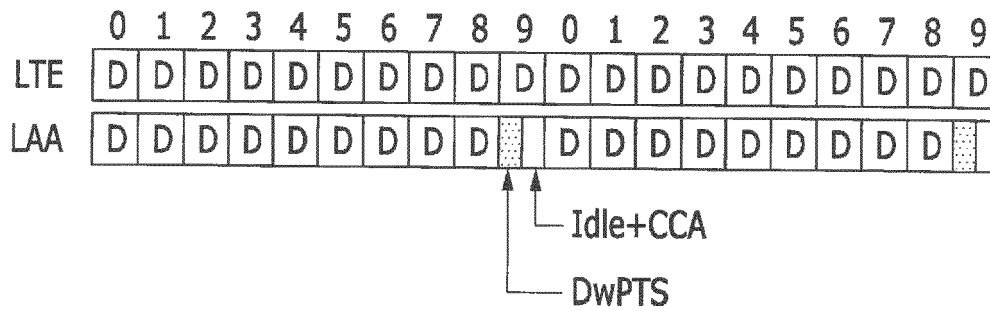 0 1 2 3 4 5 6 7 8 9 0 1 2 3 4 5 6 7 8 9
LTE D D D D D D D D D D D D D D D D D D D D
LAA D D D D D D D D D D D D D D D D D D
Idle+CCA
DwPTS